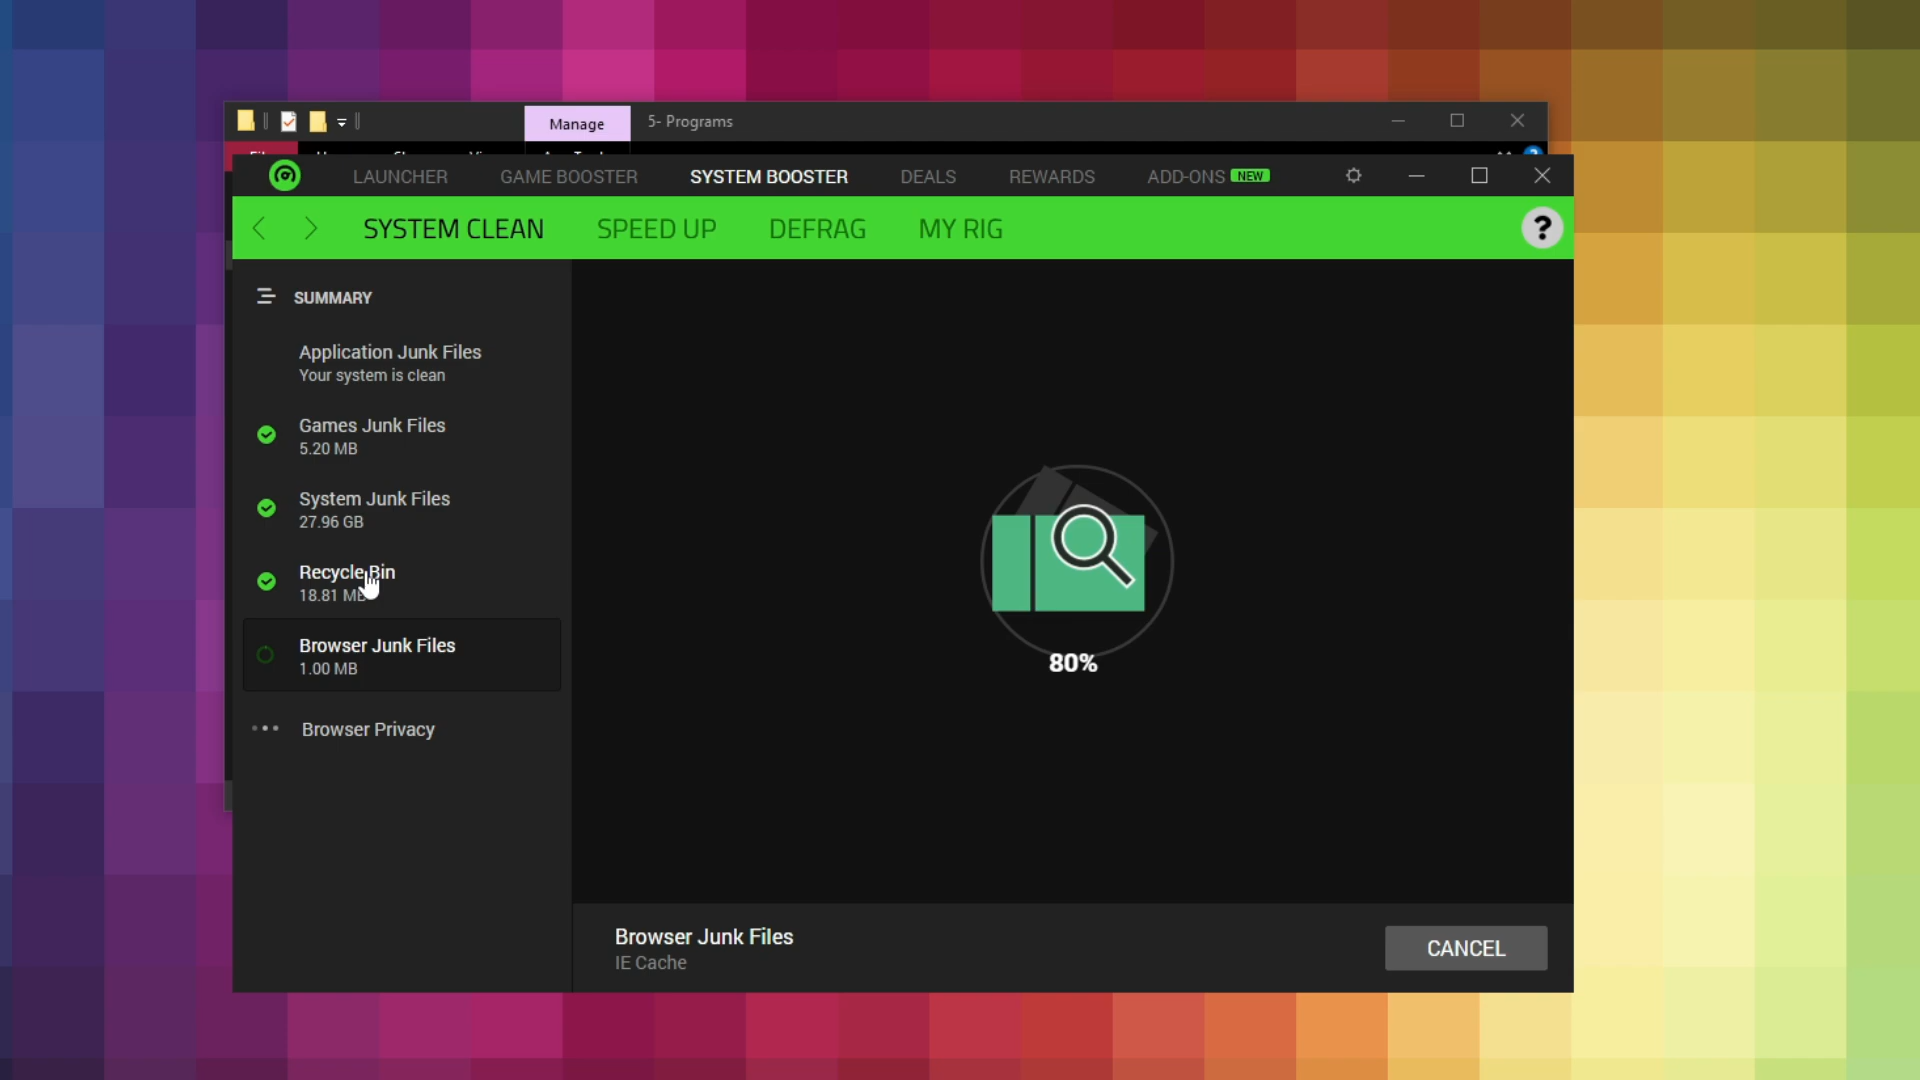 Manage
5- Programs
LAUNCHER
GAME BOOSTER
SYSTEM BOOSTER
DEALS
REWARDS
ADD-ONS NEW
SYSTEM CLEAN
SPEED UP
DEFRAG
MY RIG
?
SUMMARY
Application Junk Files
Your system is clean
Games Junk Files
5.20 MB
System Junk Files
27.96 GB
Recycle Bin
18.81 MB
Browser Junk Files
1.00 MB
Browser Privacy
80%
Browser Junk Files
IE Cache
CANCEL